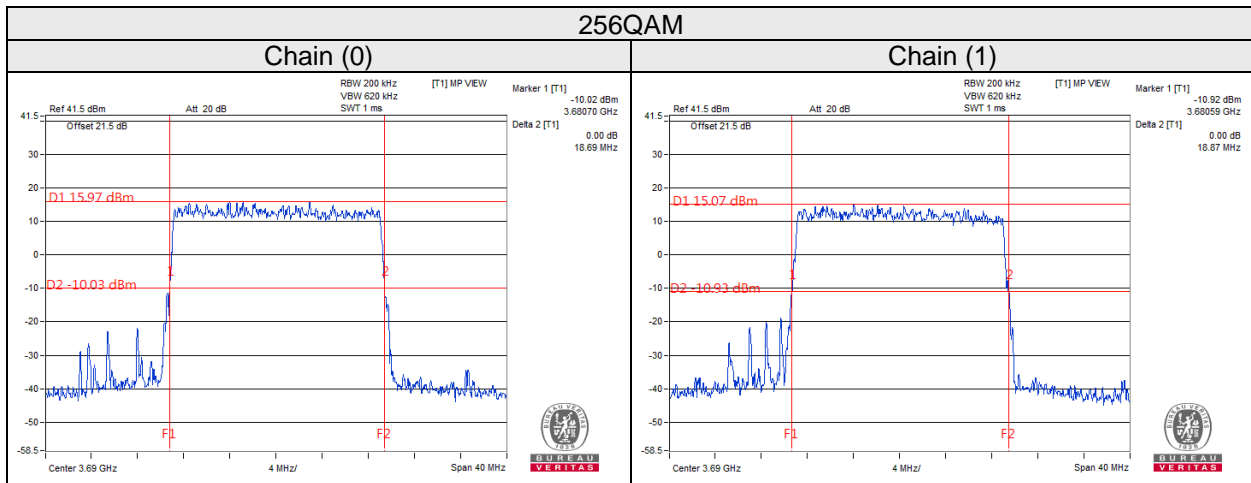 256QAM
Chain (0)
Chain (1)
RBW 200 kHz
[T1] MP VIEW
Marker 1 [T1]
VBW 620 kHz
-10.02 dBm
Ref 41.5 dBm
Att 20 dB
SWT 1 ms
3.68070 GHz
41.5
Offset 21.5 dB
Delta 2 [T1]
0.00 dB
18.69 MHz
30
20
D1 15.97 dBm
10
0
1
2
-10
D2 -10.03 dBm
-20
-30
-40
-50
F1
F2
-58.5
Center 3.69 GHz
4 MHz/
Span 40 MHz
BUREAU VERITAS
1828
BUREAU
VERITAS
RBW 200 kHz
[T1] MP VIEW
Marker 1 [T1]
VBW 620 kHz
-10.92 dBm
Ref 41.5 dBm
Att 20 dB
SWT 1 ms
3.68059 GHz
41.5
Offset 21.5 dB
Delta 2 [T1]
0.00 dB
18.87 MHz
30
20
D1 15.07 dBm
10
0
1
2
-10
D2 -10.93 dBm
-20
-30
-40
-50
F1
F2
-58.5
Center 3.69 GHz
4 MHz/
Span 40 MHz
BUREAU VERITAS
1828
BUREAU
VERITAS